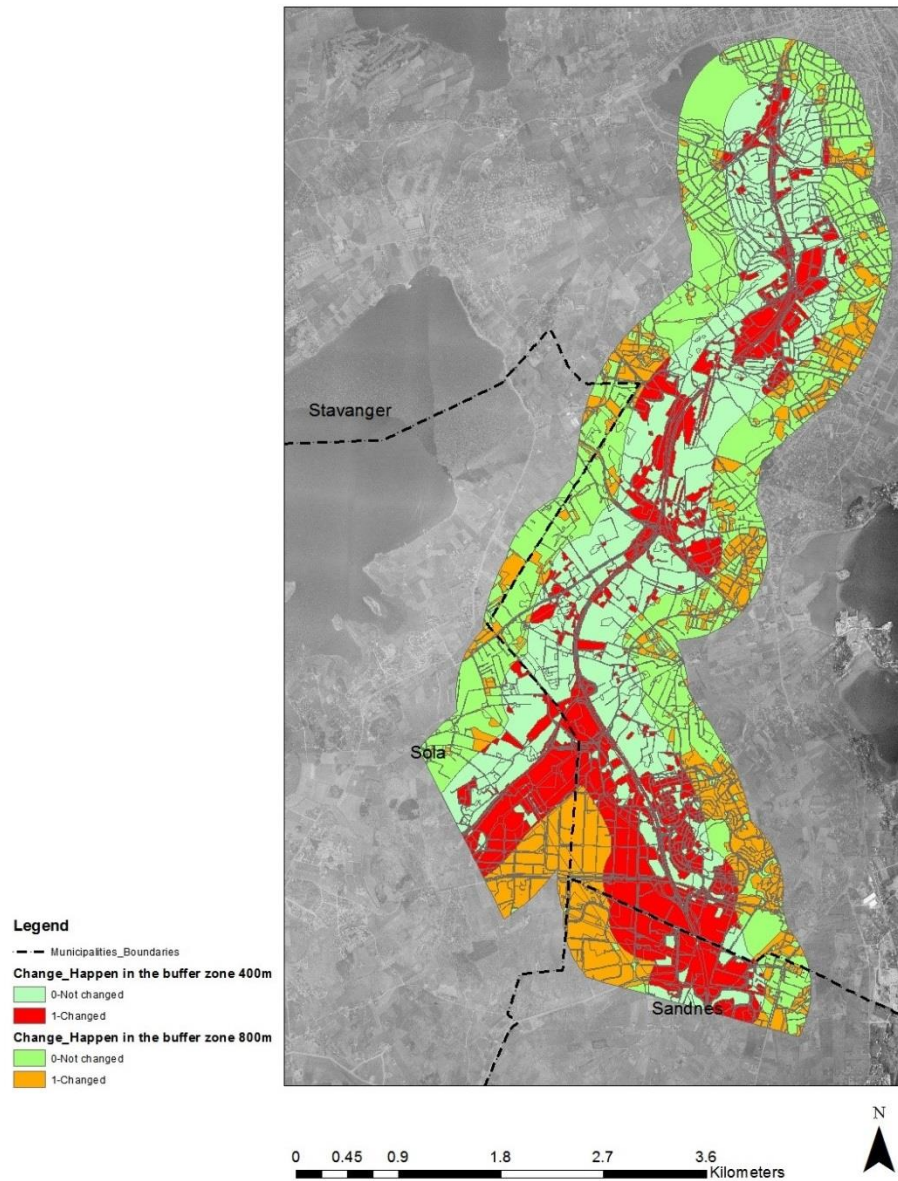 Stavanger
Sola
Sandnes
Legend
Municipalities_Boundaries
Change_Happen in the buffer zone 400m
0-Not changed
1-Changed
Change_Happen in the buffer zone 800m
0-Not changed
1-Changed
N
0 0.45 0.9 1.8 2.7 3.6
Kilometers